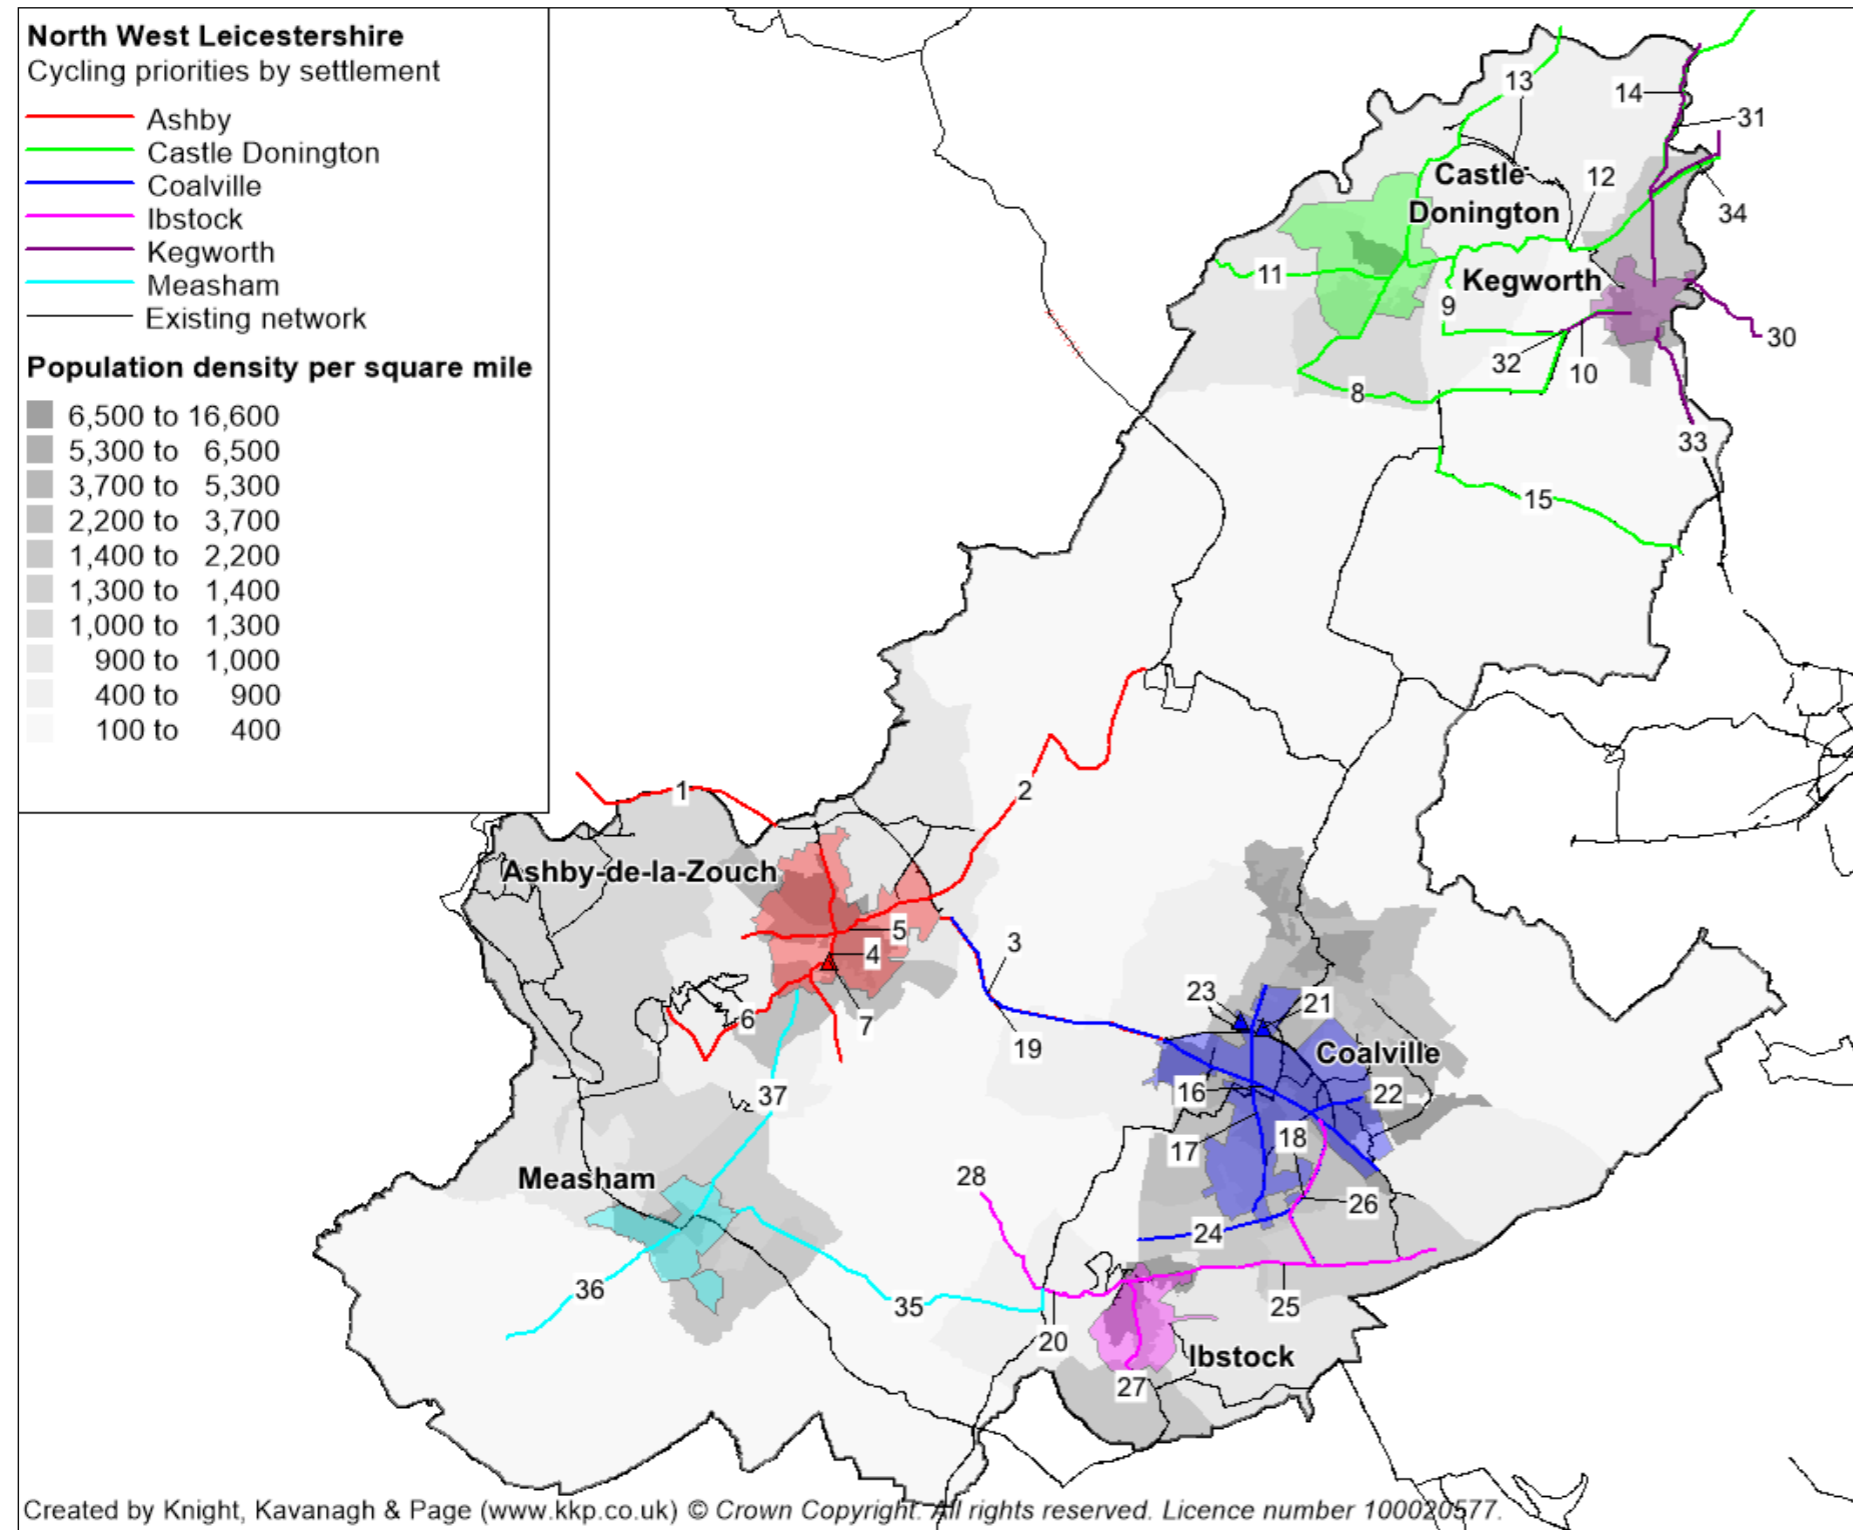 North West Leicestershire
Cycling priorities by settlement
Ashby
Castle Donington
Coalville
Ibstock
Kegworth
Measham
Existing network
Population density per square mile
6,500 to 16,600
5,300 to 6,500
3,700 to 5,300
2,200 to 3,700
1,400 to 2,200
1,300 to 1,400
1,000 to 1,300
900 to 1,000
400 to 900
100 to 400
13
14
31
12
Castle
Donington
34
11
Kegworth
9
30
32
10
8
33
15
1
2
Ashby-de-la-Zouch
5
3
4
23
21
6
7
19
Coalville
37
16
22
17
18
Measham
28
26
24
36
35
25
20
Ibstock
27
Created by Knight, Kavanagh & Page (www.kkp.co.uk) © Crown Copyright. All rights reserved. Licence number 100020577.